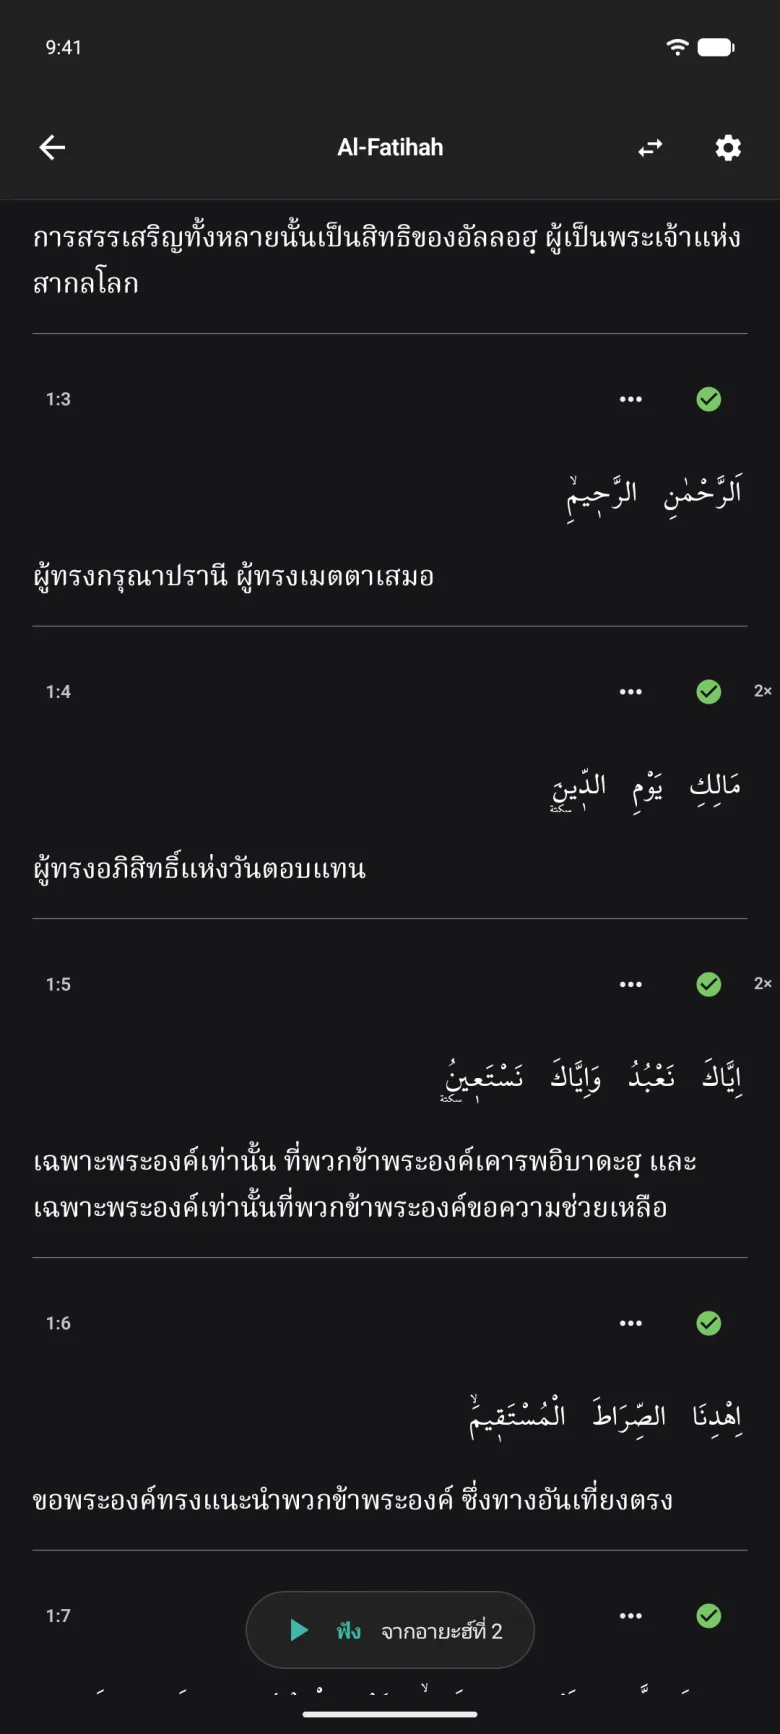 9:41
Al-Fatihah
การสรรเสริญทั้งหลายนั้นเป็นสิทธิของอัลลอฮฺ ผู้เป็นพระเจ้าแห่ง
สากลโลก
1:3
اَلرَّحْمٰنِ الرَّحٖيمِۙ
ผู้ทรงกรุณาปรานี ผู้ทรงเมตตาเสมอ
1:4 2×
مَالِكِ يَوْمِ الدّٖينَؕ
سكتة
ผู้ทรงอภิสิทธิ์แห่งวันตอบแทน
1:5 2×
اِيَّاكَ نَعْبُدُ وَاِيَّاكَ نَسْتَعٖينُ
سكتة
เฉพาะพระองค์เท่านั้น ที่พวกข้าพระองค์เคารพอิบาดะฮฺ และ
เฉพาะพระองค์เท่านั้นที่พวกข้าพระองค์ขอความช่วยเหลือ
1:6
اِهْدِنَا الصِّرَاطَ الْمُسْتَقٖيمَۙ
ขอพระองค์ทรงแนะนำพวกข้าพระองค์ ซึ่งทางอันเที่ยงตรง
1:7
ฟัง จากอายะฮ์ที่ 2